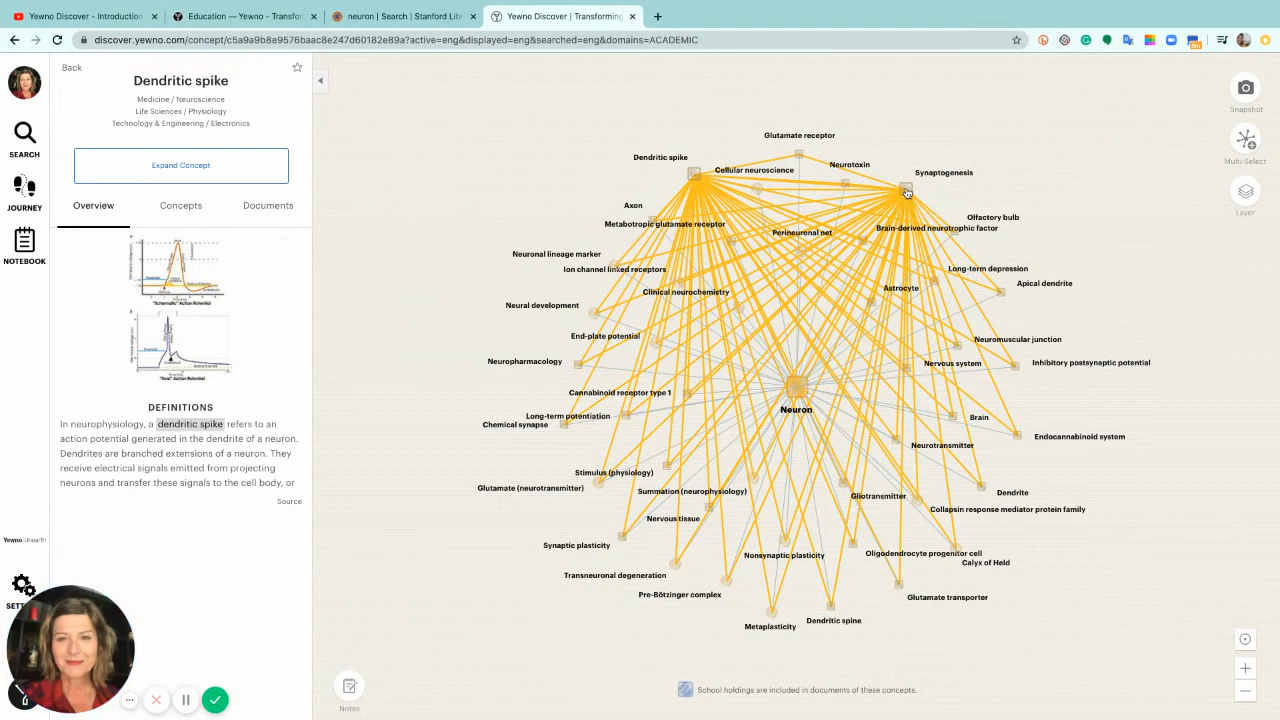 Yewno Discover - Introduction
Education — Yewno - Transfor
neuron | Search | Stanford Lib
Yewno Discover | Transforming
discover.yewno.com/concept/c5a9a9b8e9576baac8e247d60182e89a?active=eng&displayed=eng&searched=eng&domains=ACADEMIC
Back
Dendritic spike
Medicine / Neuroscience
Life Sciences / Physiology
Technology & Engineering / Electronics
Expand Concept
Overview
Concepts
Documents
SEARCH
JOURNEY
NOTEBOOK
"Schematic" Action Potential
"Real" Action Potential
DEFINITIONS
In neurophysiology, a dendritic spike refers to an
action potential generated in the dendrite of a neuron.
Dendrites are branched extensions of a neuron. They
receive electrical signals emitted from projecting
neurons and transfer these signals to the cell body, or
Source
Yewno|Unearth
SETT
Glutamate receptor
Dendritic spike
Cellular neuroscience
Neurotoxin
Synaptogenesis
Axon
Olfactory bulb
Metabotropic glutamate receptor
Perineuronal net
Brain-derived neurotrophic factor
Neuronal lineage marker
Ion channel linked receptors
Long-term depression
Apical dendrite
Clinical neurochemistry
Astrocyte
Neural development
End-plate potential
Neuromuscular junction
Neuropharmacology
Nervous system
Inhibitory postsynaptic potential
Cannabinoid receptor type 1
Neuron
Long-term potentiation
Brain
Chemical synapse
Endocannabinoid system
Neurotransmitter
Stimulus (physiology)
Glutamate (neurotransmitter)
Summation (neurophysiology)
Gliotransmitter
Dendrite
Collapsin response mediator protein family
Nervous tissue
Synaptic plasticity
Nonsynaptic plasticity
Oligodendrocyte progenitor cell
Calyx of Held
Transneuronal degeneration
Pre-Bötzinger complex
Glutamate transporter
Metaplasticity
Dendritic spine
School holdings are included in documents of these concepts.
Notes
Snapshot
Multi-Select
Layer